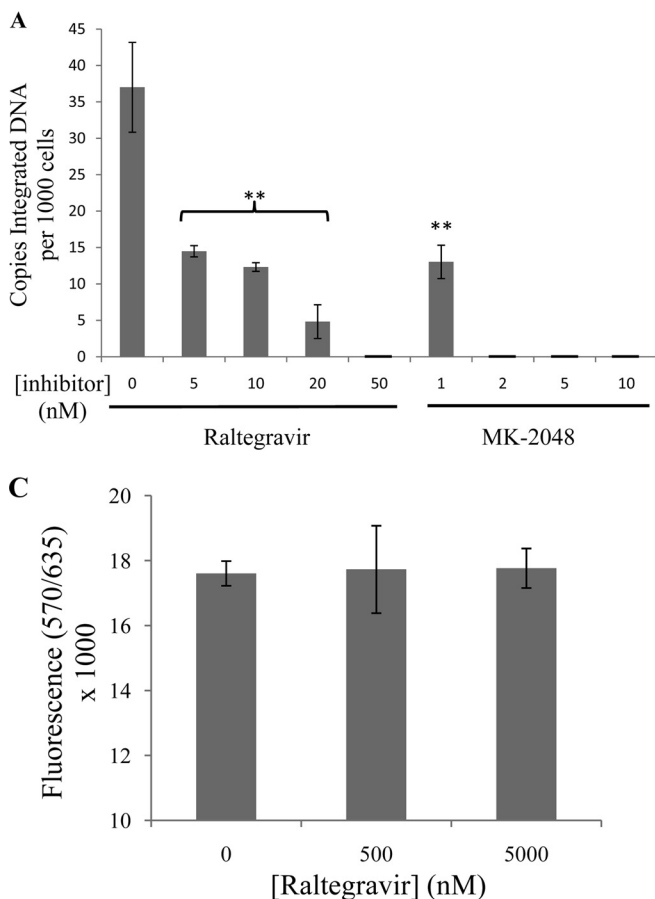 A
Copies Integrated DNA
per 1000 cells
45
40
35
30
25
20
15
10
5
0
**
**
[inhibitor] 0 5 10 20 50 1 2 5 10
(nM)
Raltegravir MK-2048
C
Fluorescence (570/635)
x 1000
20
18
16
14
12
10
0 500 5000
[Raltegravir] (nM)